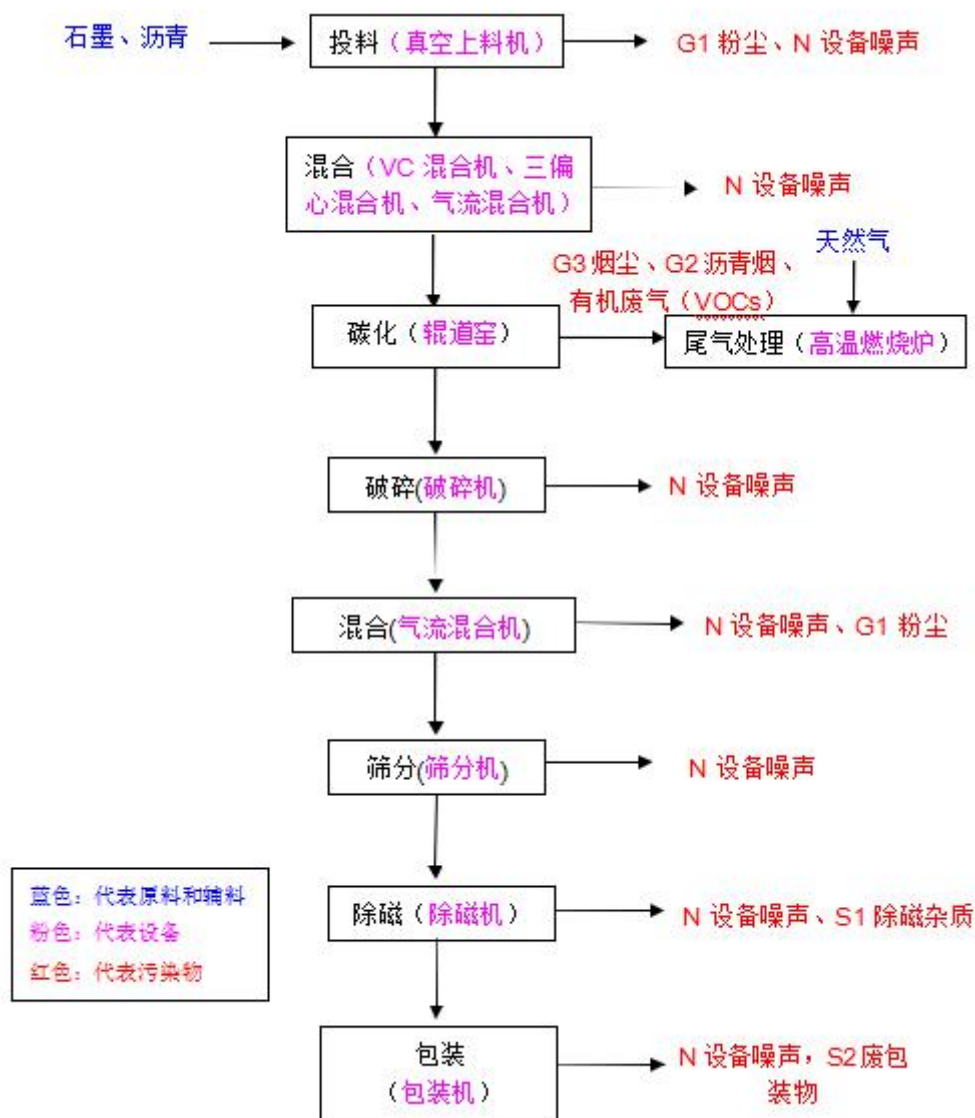 石墨、沥青
投料（真空上料机）
G1 粉尘、N 设备噪声
混合（VC 混合机、三偏
心混合机、气流混合机）
N 设备噪声
天然气
G3 烟尘、G2 沥青烟、
有机废气（VOCs）
碳化（辊道窑）
尾气处理（高温燃烧炉）
破碎(破碎机)
N 设备噪声
混合(气流混合机)
N 设备噪声、G1 粉尘
筛分(筛分机)
N 设备噪声
蓝色：代表原料和辅料
粉色：代表设备
红色：代表污染物
除磁（除磁机）
N 设备噪声、S1 除磁杂质
包装
（包装机）
N 设备噪声，S2 废包
装物